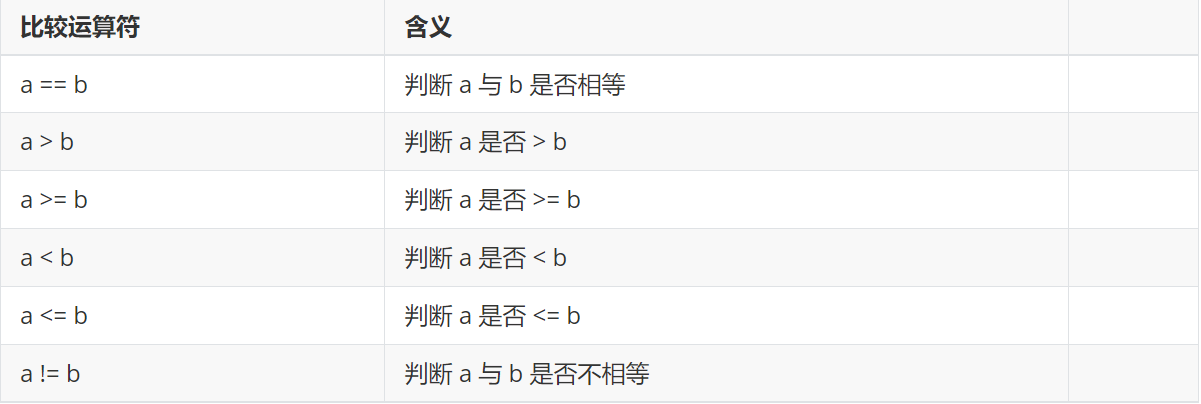 比较运算符 含义
a == b 判断 a 与 b 是否相等
a > b 判断 a 是否 > b
a >= b 判断 a 是否 >= b
a < b 判断 a 是否 < b
a <= b 判断 a 是否 <= b
a != b 判断 a 与 b 是否不相等